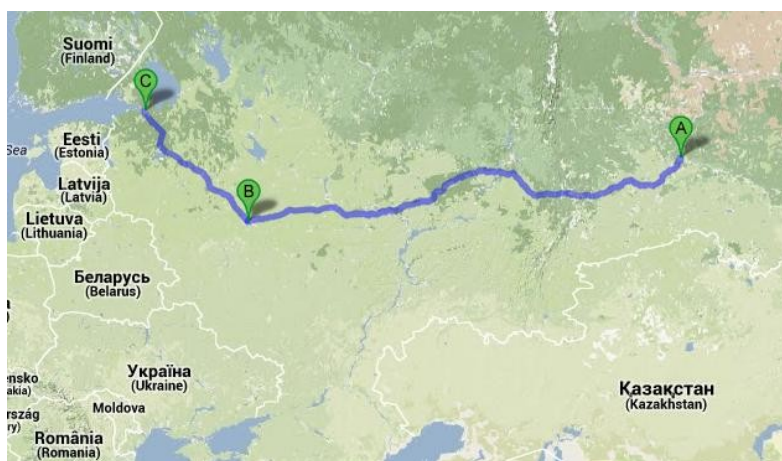 Suomi
(Finland)
C
A
Sea
Eesti
(Estonia)
Latvija
(Latvia)
B
Lietuva
(Lithuania)
Беларусь
(Belarus)
Україна
(Ukraine)
Қазақстан
(Kazakhstan)
Moldova
România
(Romania)